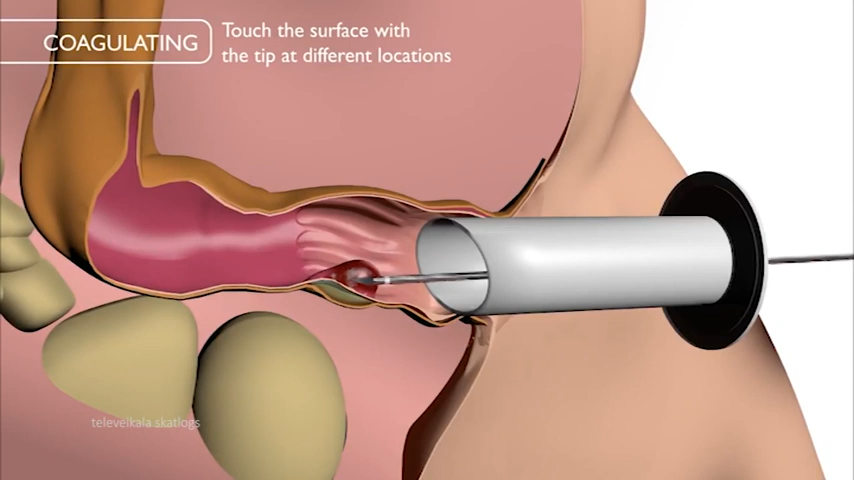 COAGULATING
Touch the surface with
the tip at different locations
televeikala skatlogs